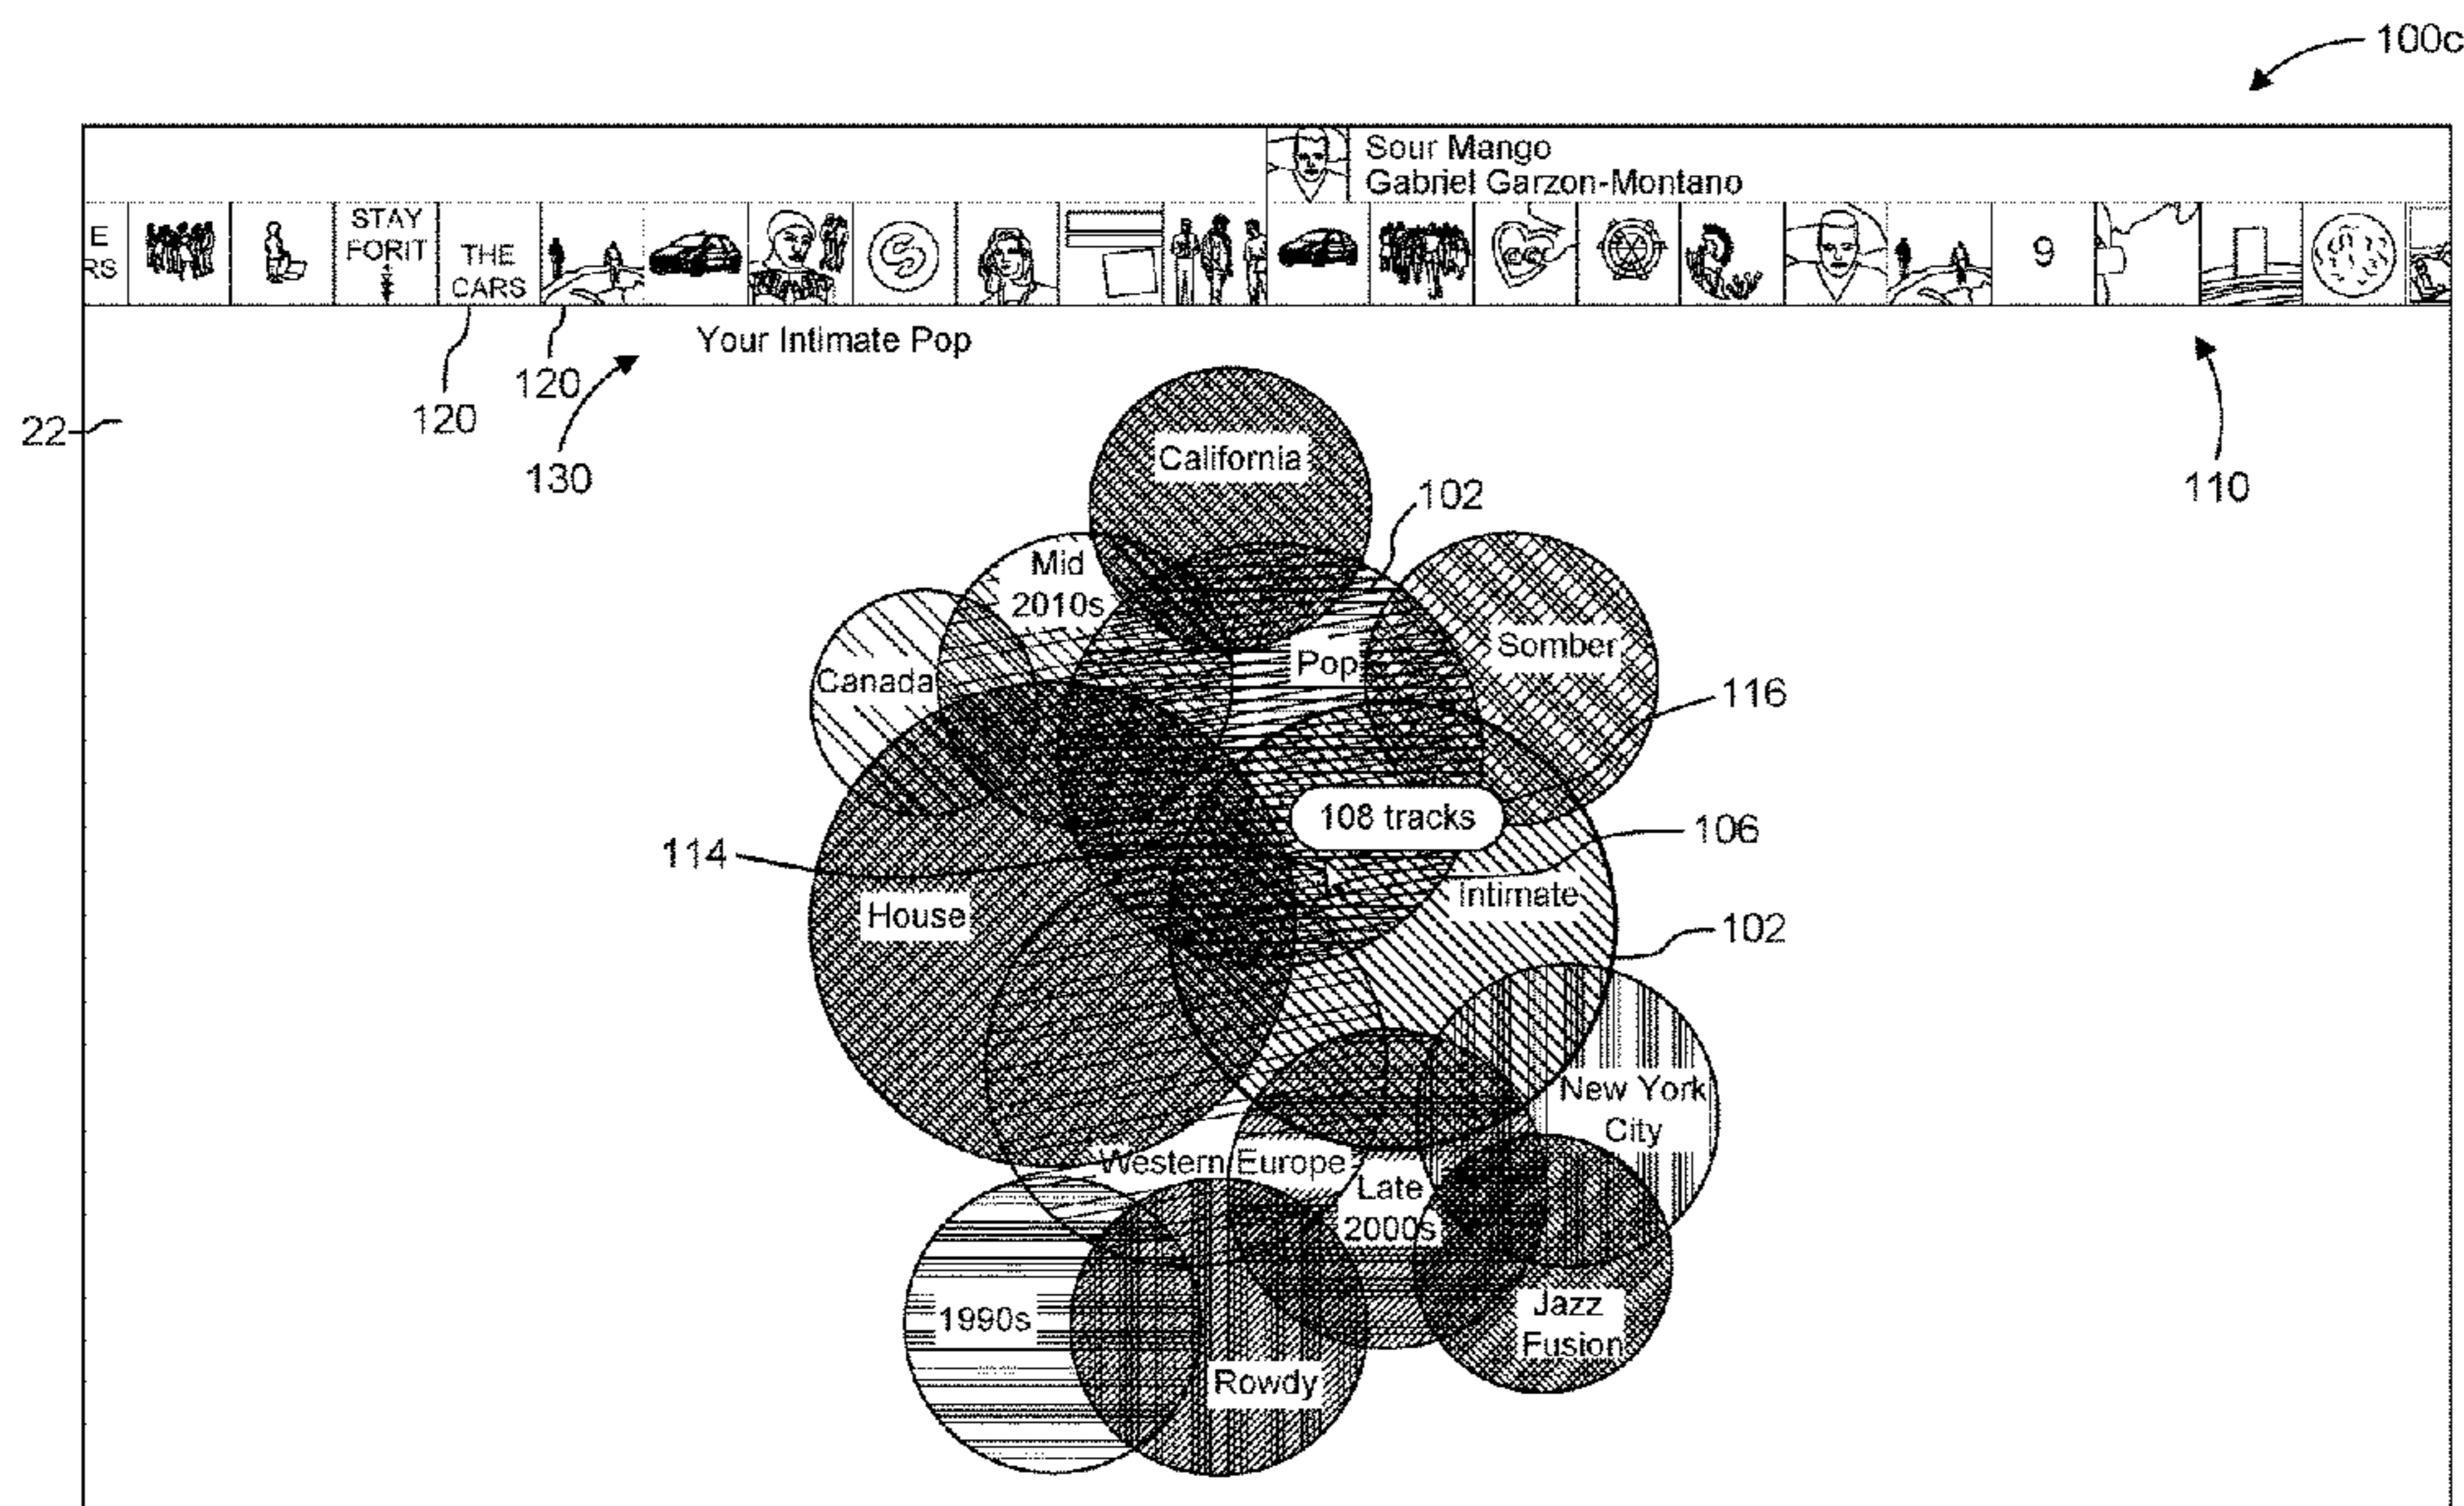 100c
Sour Mango
Gabriel Garzon-Montano
E
RS
STAY
FORIT
THE
CARS
S
9
Your Intimate Pop
120
120
22
130
110
California
102
Mid
2010s
Somber
Pop
Canada
116
108 tracks
106
114
Intimate
House
102
New York
City
Western Europe
Late
2000s
Jazz
Fusion
1990s
Rowdy